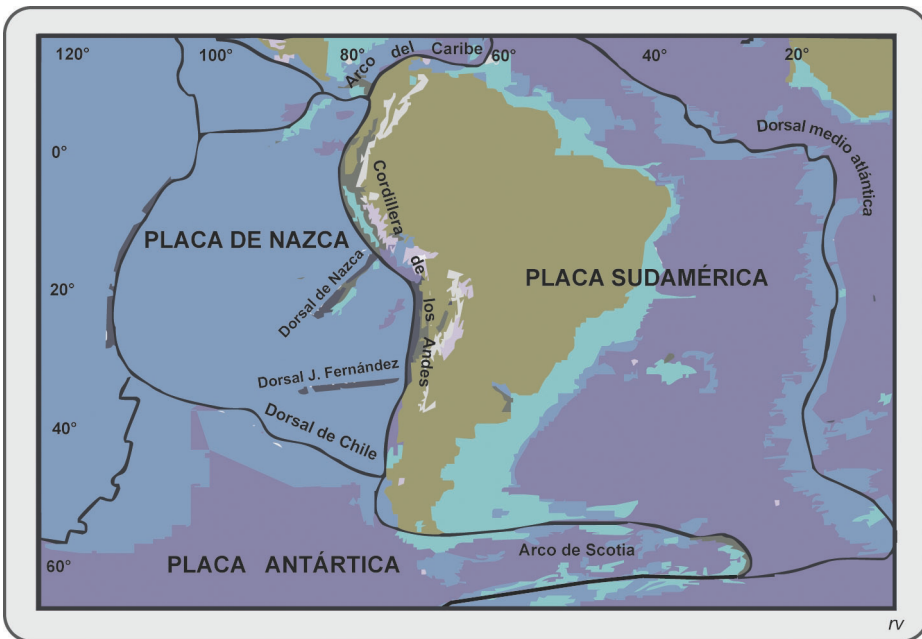 120°
100°
80°
60°
40°
20°
Arco del Caribe
Dorsal medio atlántica
0°
Cordillera de los Andes
PLACA DE NAZCA
PLACA SUDAMÉRICA
20°
Dorsal de Nazca
Dorsal J. Fernández
Dorsal de Chile
40°
Arco de Scotia
60°
PLACA ANTÁRTICA
rv